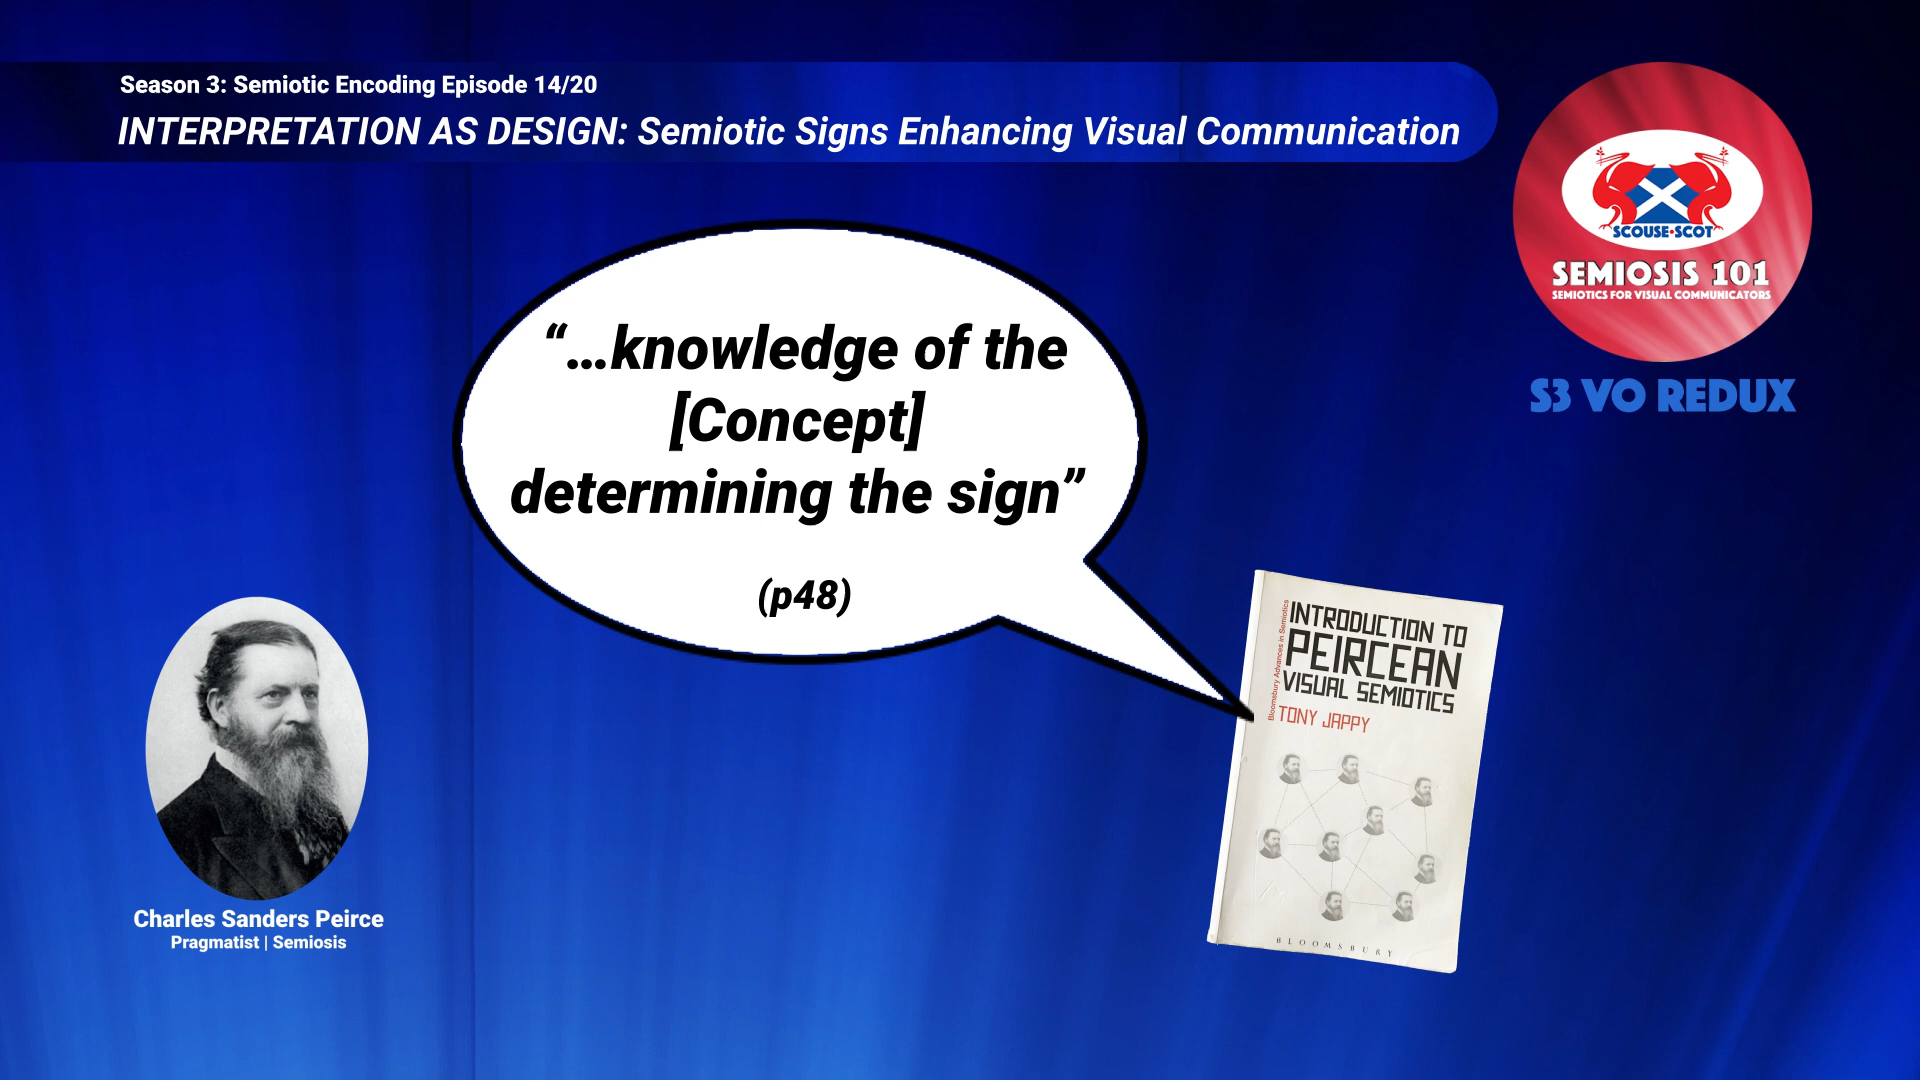 Season 3: Semiotic Encoding Episode 14/20
INTERPRETATION AS DESIGN: Semiotic Signs Enhancing Visual Communication
SCOUSE•SCOT
SEMIOSIS 101
SEMIOTICS FOR VISUAL COMMUNICATORS
S3 VO REDUX
“...knowledge of the
[Concept]
determining the sign”
(p48)
Bloomsbury Advances in Semiotics
INTRODUCTION TO
PEIRCEAN
VISUAL SEMIOTICS
TONY JAPPY
BLOOMSBURY
Charles Sanders Peirce
Pragmatist | Semiosis